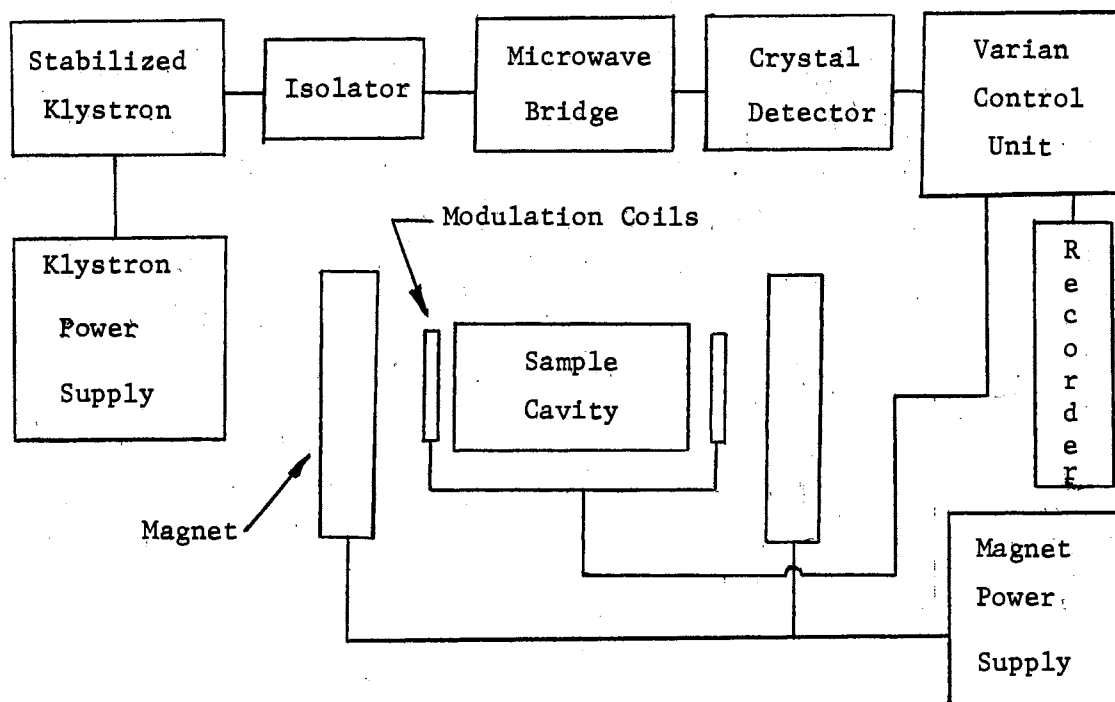 Stabilized
Klystron
Isolator
Microwave
Bridge
Crystal
Detector
Varian
Control
Unit
Modulation Coils
Klystron
Power
Supply
Sample
Cavity
R
e
c
o
r
d
e
r
Magnet
Magnet
Power
Supply